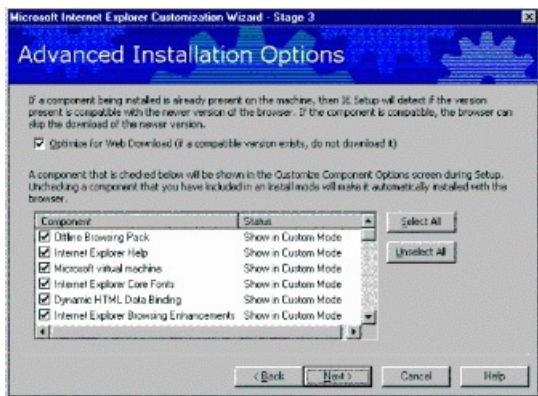 Microsoft Internet Explorer Customization Wizard - Stage 3
Advanced Installation Options
If a component being installed is already present on the machine, then IE Setup will detect if the version
present is compatible with the newer version of the browser. If the component is compatible, the browser can
skip the download of the newer version.
Optimize for Web Download (if a compatible version exists, do not download it)
A component that is checked below will be shown in the Customize Component Options screen during Setup.
Unchecking a component that you have included in an install mode will make it automatically installed with the
browser.
Component Status
Offline Browsing Pack Show in Custom Mode
Internet Explorer Help Show in Custom Mode
Microsoft virtual machine Show in Custom Mode
Internet Explorer Core Fonts Show in Custom Mode
Dynamic HTML Data Binding Show in Custom Mode
Internet Explorer Browsing Enhancements Show in Custom Mode
Select All
Unselect All
< Back Next > Cancel Help